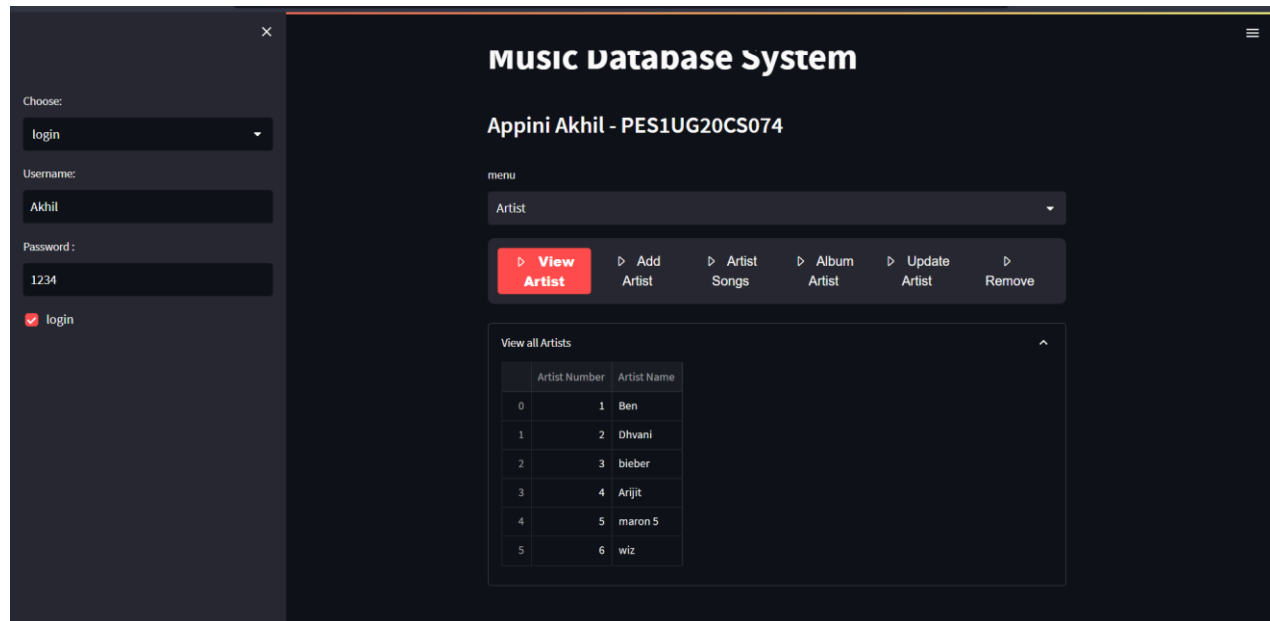 Music Database System
Appini Akhil - PES1UG20CS074
Choose:
login
Username:
Akhil
Password :
1234
login
menu
Artist
View
Artist
Add
Artist
Artist
Songs
Album
Artist
Update
Artist
Remove
View all Artists
Artist Number Artist Name
0 1 Ben
1 2 Dhvani
2 3 bieber
3 4 Arijit
4 5 maron 5
5 6 wiz